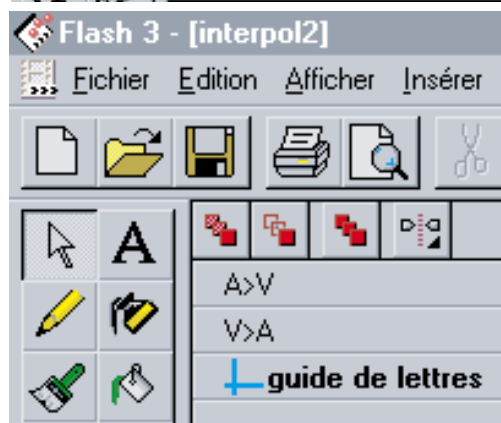 Flash 3 - [interpol2]
Fichier Edition Afficher Insérer
A
A>V
V>A
guide de lettres